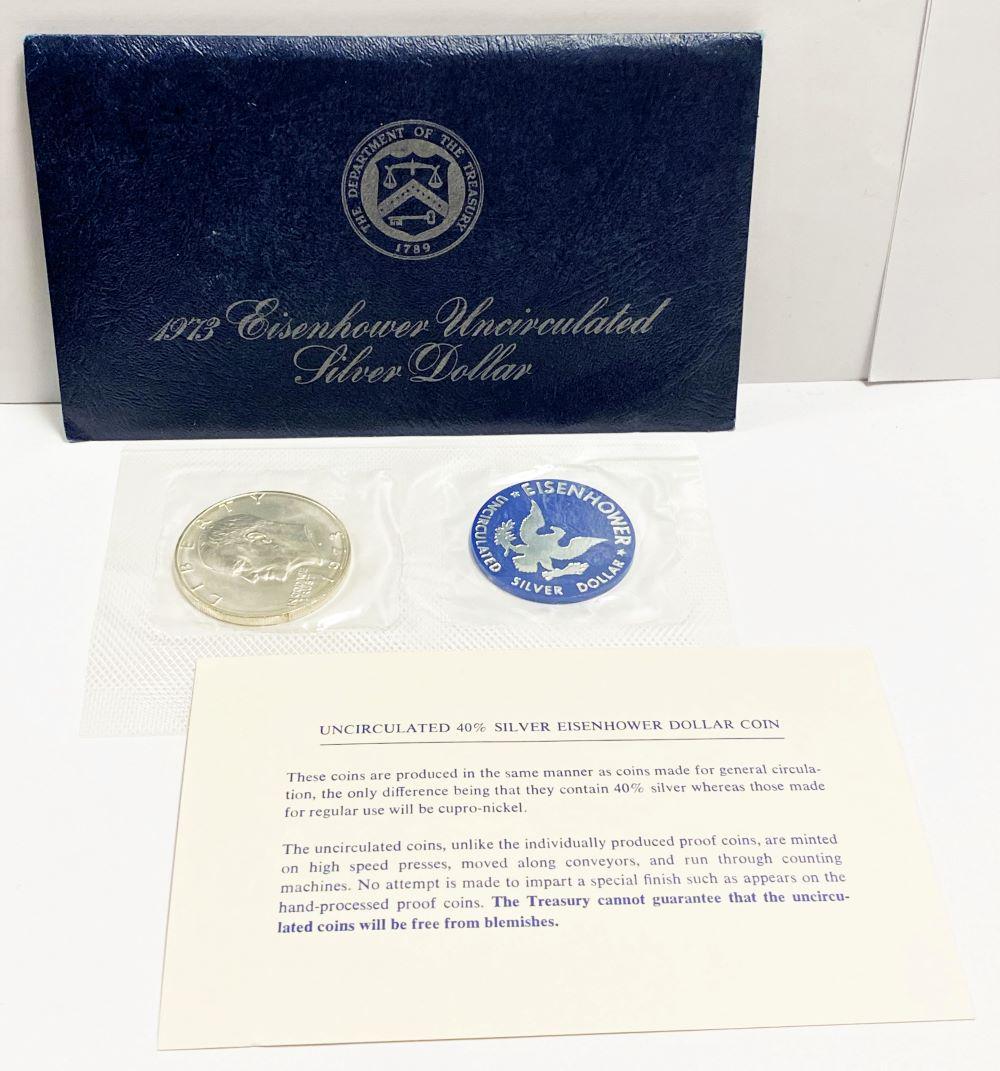 THE DEPARTMENT OF THE TREASURY
1789
1973 Eisenhower Uncirculated
Silver Dollar
LIBERTY
IN GOD WE
TRUST
EISENHOWER
UNCIRCULATED
SILVER DOLLAR
UNCIRCULATED 40% SILVER EISENHOWER DOLLAR COIN
These coins are produced in the same manner as coins made for general circula-
tion, the only difference being that they contain 40% silver whereas those made
for regular use will be cupro-nickel.
The uncirculated coins, unlike the individually produced proof coins, are minted
on high speed presses, moved along conveyors, and run through counting
machines. No attempt is made to impart a special finish such as appears on the
hand-processed proof coins. The Treasury cannot guarantee that the uncircu-
lated coins will be free from blemishes.